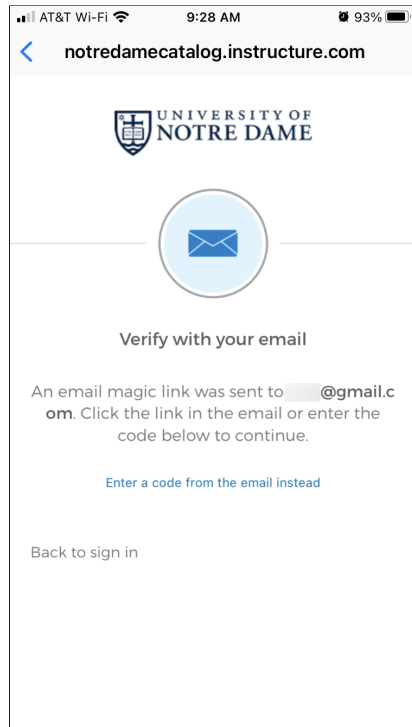 AT&T Wi-Fi 9:28 AM 93%
notredamecatalog.instructure.com
UNIVERSITY OF
NOTRE DAME
Verify with your email
An email magic link was sent to @gmail.c
om. Click the link in the email or enter the
code below to continue.
Enter a code from the email instead
Back to sign in